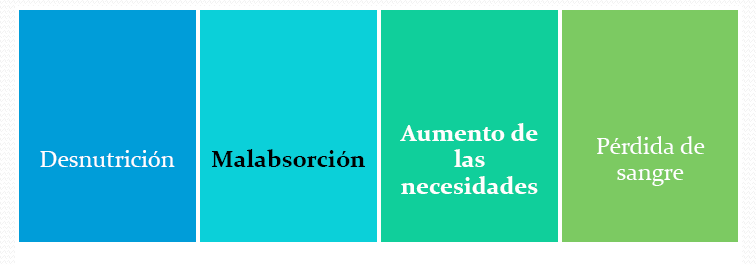 Desnutrición
Malabsorción
Aumento de
las
necesidades
Pérdida de
sangre